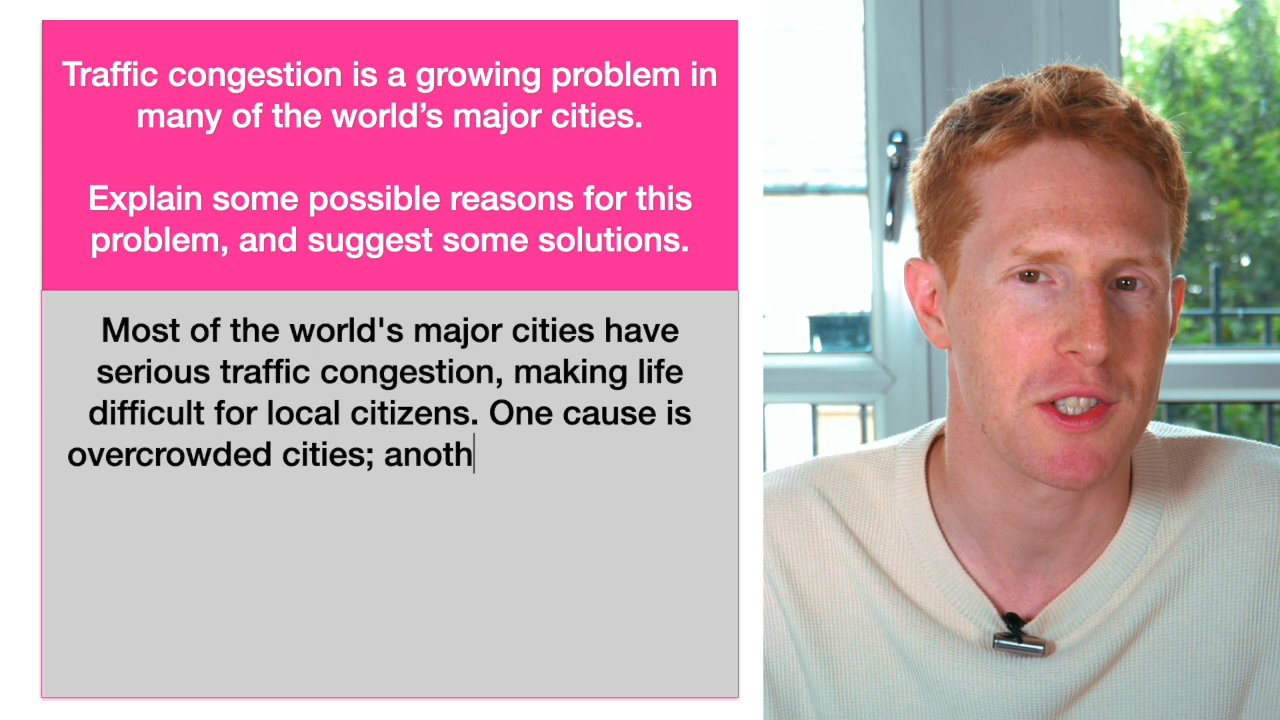 Traffic congestion is a growing problem in
many of the world’s major cities.
Explain some possible reasons for this
problem, and suggest some solutions.
Most of the world's major cities have
serious traffic congestion, making life
difficult for local citizens. One cause is
overcrowded cities; anoth